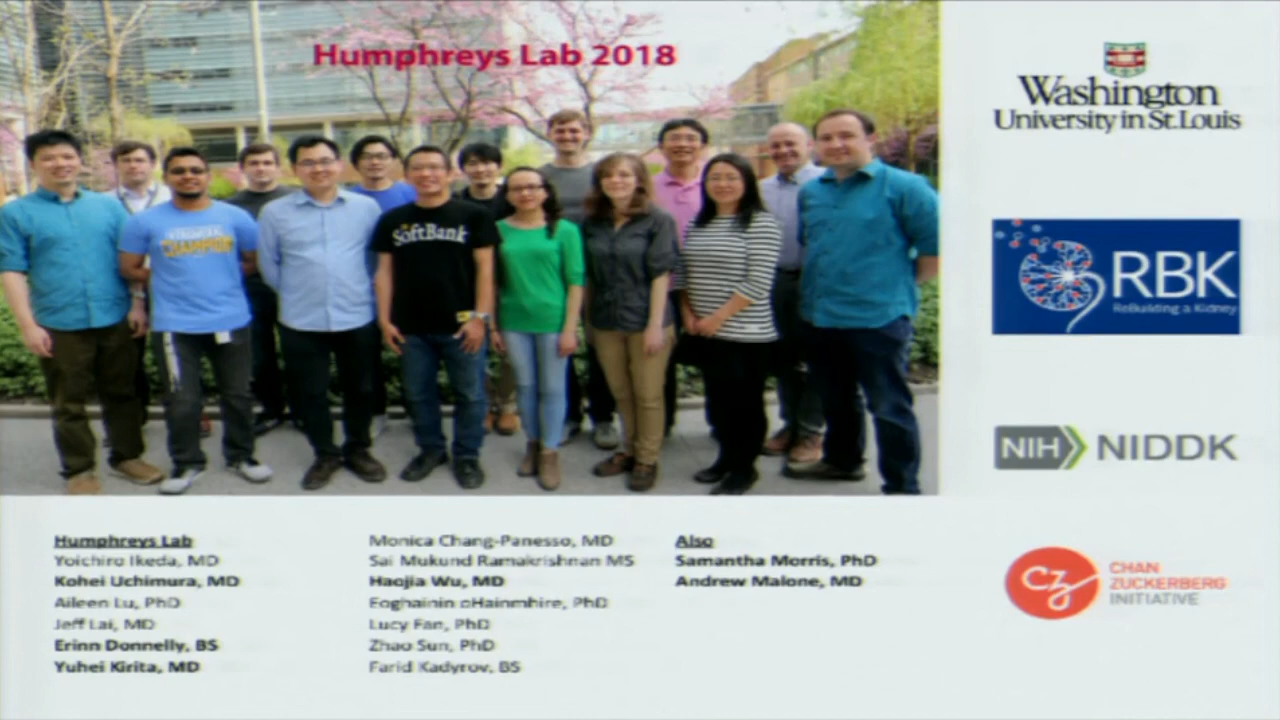 Humphreys Lab 2018
Washington
University in St. Louis
SoftBank
CHAMPION
RBK
ReBuilding a Kidney
NIH NIDDK
cz
CHAN
ZUCKERBERG
INITIATIVE
Humphreys Lab
Yoichiro Ikeda, MD
Kohei Uchimura, MD
Aileen Lu, PhD
Jeff Lai, MD
Erinn Donnelly, BS
Yuhei Kirita, MD
Monica Chang-Panesso, MD
Sai Mukund Ramakrishnan MS
Haojia Wu, MD
Eoghainin oHainmhire, PhD
Lucy Fan, PhD
Zhao Sun, PhD
Farid Kadyrov, BS
Also
Samantha Morris, PhD
Andrew Malone, MD